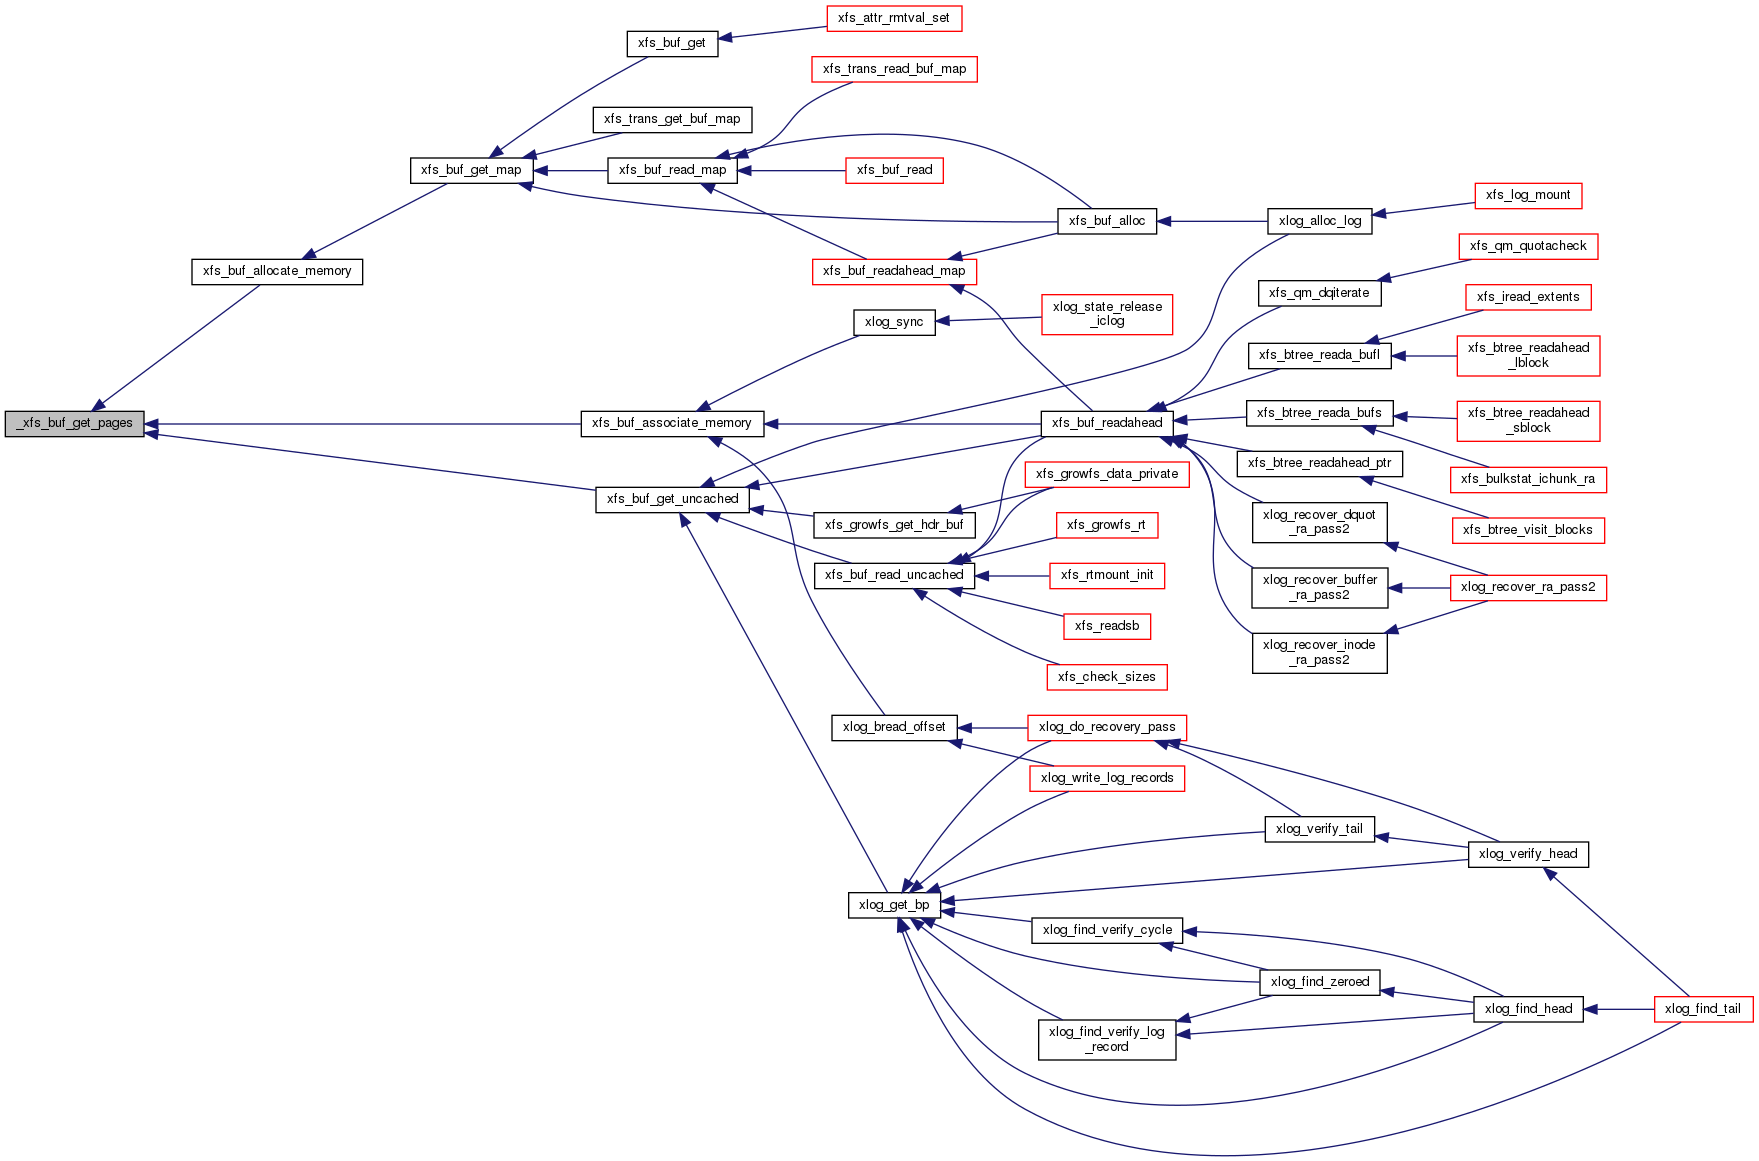 xfs_attr_rmtval_set
xfs_buf_get
xfs_trans_read_buf_map
xfs_trans_get_buf_map
xfs_buf_get_map
xfs_buf_read_map
xfs_buf_read
xfs_log_mount
xfs_buf_alloc
xlog_alloc_log
xfs_qm_quotacheck
xfs_buf_allocate_memory
xfs_buf_readahead_map
xfs_qm_dqiterate
xfs_iread_extents
xlog_state_release
_iclog
xlog_sync
xfs_btree_reada_bufl
xfs_btree_readahead
_lblock
_xfs_buf_get_pages
xfs_buf_associate_memory
xfs_buf_readahead
xfs_btree_reada_bufs
xfs_btree_readahead
_sblock
xfs_btree_readahead_ptr
xfs_bulkstat_ichunk_ra
xfs_growfs_data_private
xfs_buf_get_uncached
xfs_growfs_get_hdr_buf
xfs_growfs_rt
xlog_recover_dquot
_ra_pass2
xfs_btree_visit_blocks
xfs_buf_read_uncached
xfs_rtmount_init
xlog_recover_buffer
_ra_pass2
xlog_recover_ra_pass2
xfs_readsb
xlog_recover_inode
_ra_pass2
xfs_check_sizes
xlog_bread_offset
xlog_do_recovery_pass
xlog_write_log_records
xlog_verify_tail
xlog_verify_head
xlog_get_bp
xlog_find_verify_cycle
xlog_find_zeroed
xlog_find_head
xlog_find_tail
xlog_find_verify_log
_record